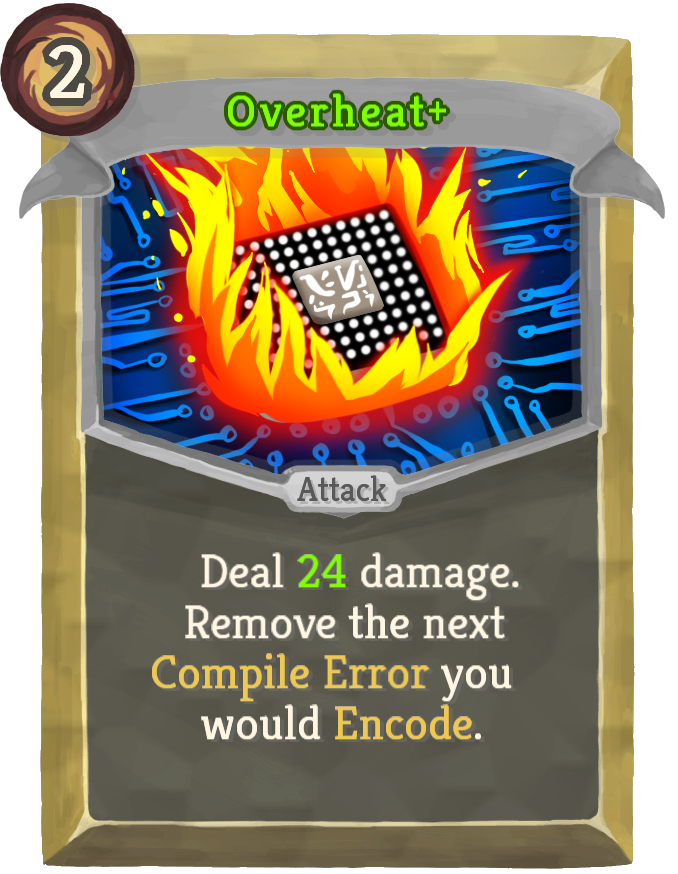 2
Overheat+
Attack
Deal 24 damage.
Remove the next
Compile Error you
would Encode.